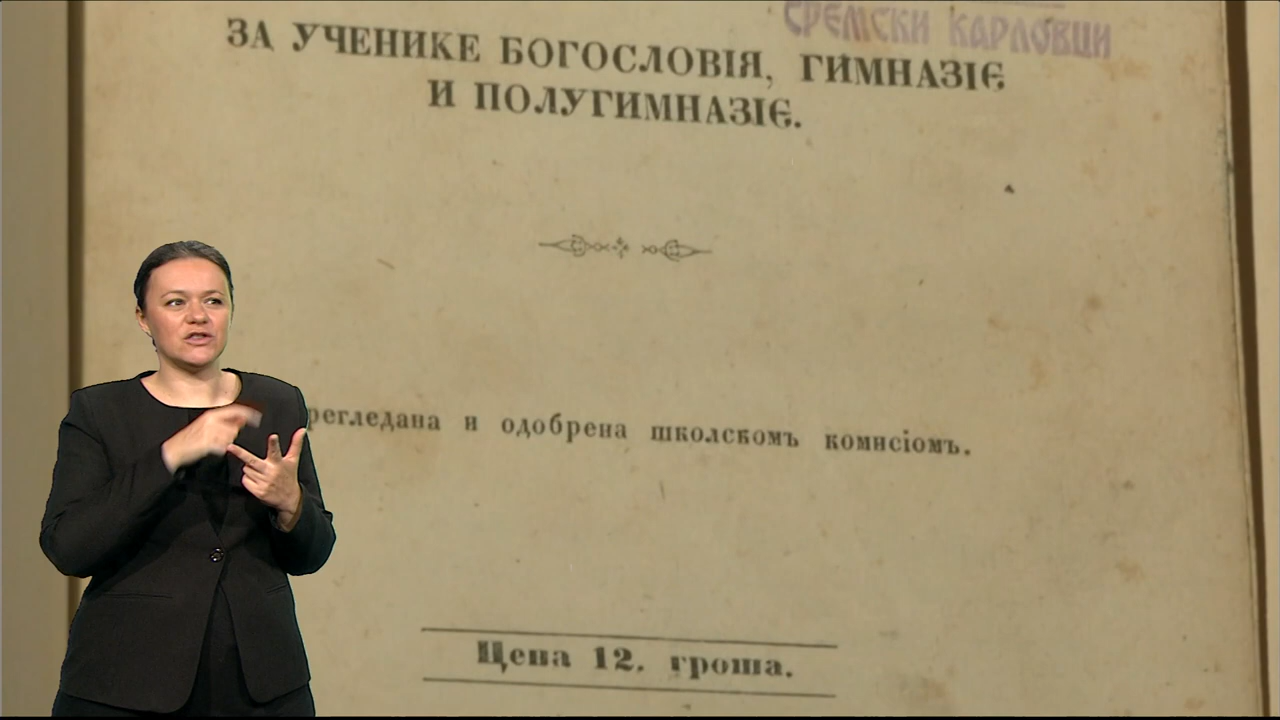 СРЕМСКИ КАРЛОВЦИ
ЗА УЧЕНИКЕ БОГОСЛОВІЯ, ГИМНАЗІЄ
И ПОЛУГИМНАЗІЄ.
регледана и одобрена школскомъ комисіомъ.
Цена 12. гроша.